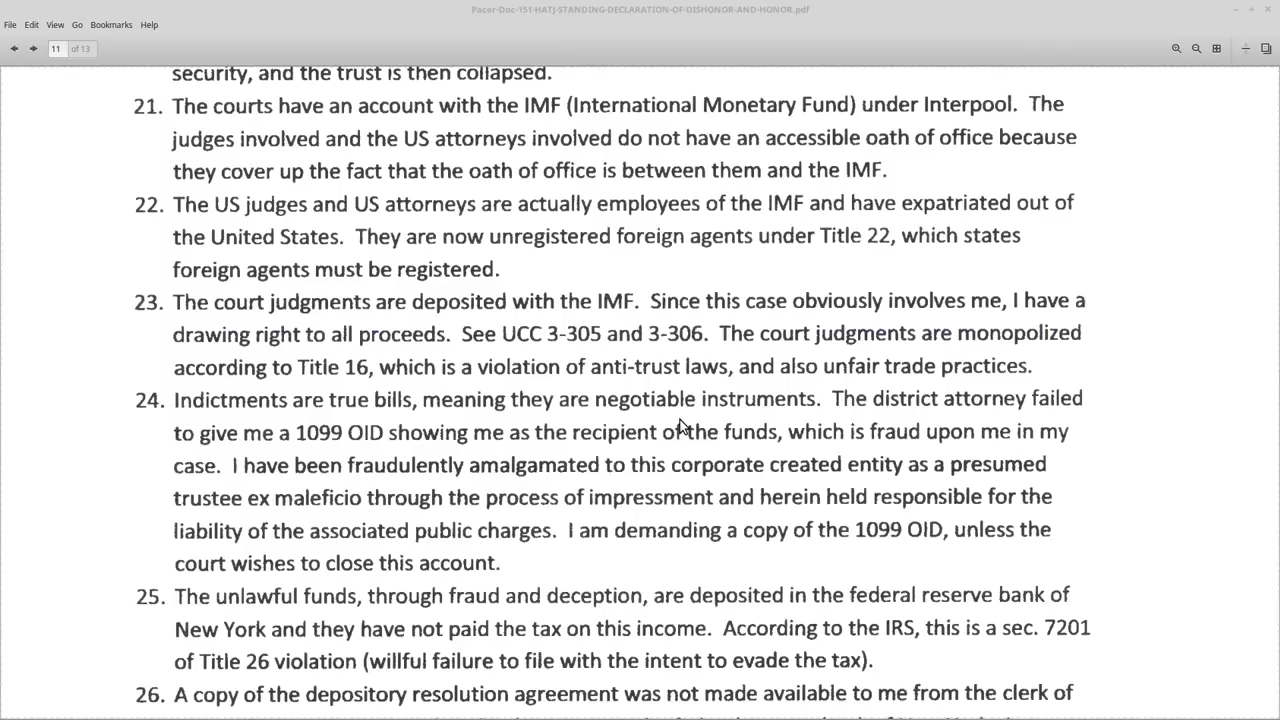 Pacer-Doc-151-HATJ-STANDING-DECLARATION-OF-DISHONOR-AND-HONOR.pdf
File Edit View Go Bookmarks Help
11 of 13
security, and the trust is then collapsed.
21. The courts have an account with the IMF (International Monetary Fund) under Interpol. The
judges involved and the US attorneys involved do not have an accessible oath of office because
they cover up the fact that the oath of office is between them and the IMF.
22. The US judges and US attorneys are actually employees of the IMF and have expatriated out of
the United States. They are now unregistered foreign agents under Title 22, which states
foreign agents must be registered.
23. The court judgments are deposited with the IMF. Since this case obviously involves me, I have a
drawing right to all proceeds. See UCC 3-305 and 3-306. The court judgments are monopolized
according to Title 16, which is a violation of anti-trust laws, and also unfair trade practices.
24. Indictments are true bills, meaning they are negotiable instruments. The district attorney failed
to give me a 1099 OID showing me as the recipient of the funds, which is fraud upon me in my
case. I have been fraudulently amalgamated to this corporate created entity as a presumed
trustee ex maleficio through the process of impressment and herein held responsible for the
liability of the associated public charges. I am demanding a copy of the 1099 OID, unless the
court wishes to close this account.
25. The unlawful funds, through fraud and deception, are deposited in the federal reserve bank of
New York and they have not paid the tax on this income. According to the IRS, this is a sec. 7201
of Title 26 violation (willful failure to file with the intent to evade the tax).
26. A copy of the depository resolution agreement was not made available to me from the clerk of